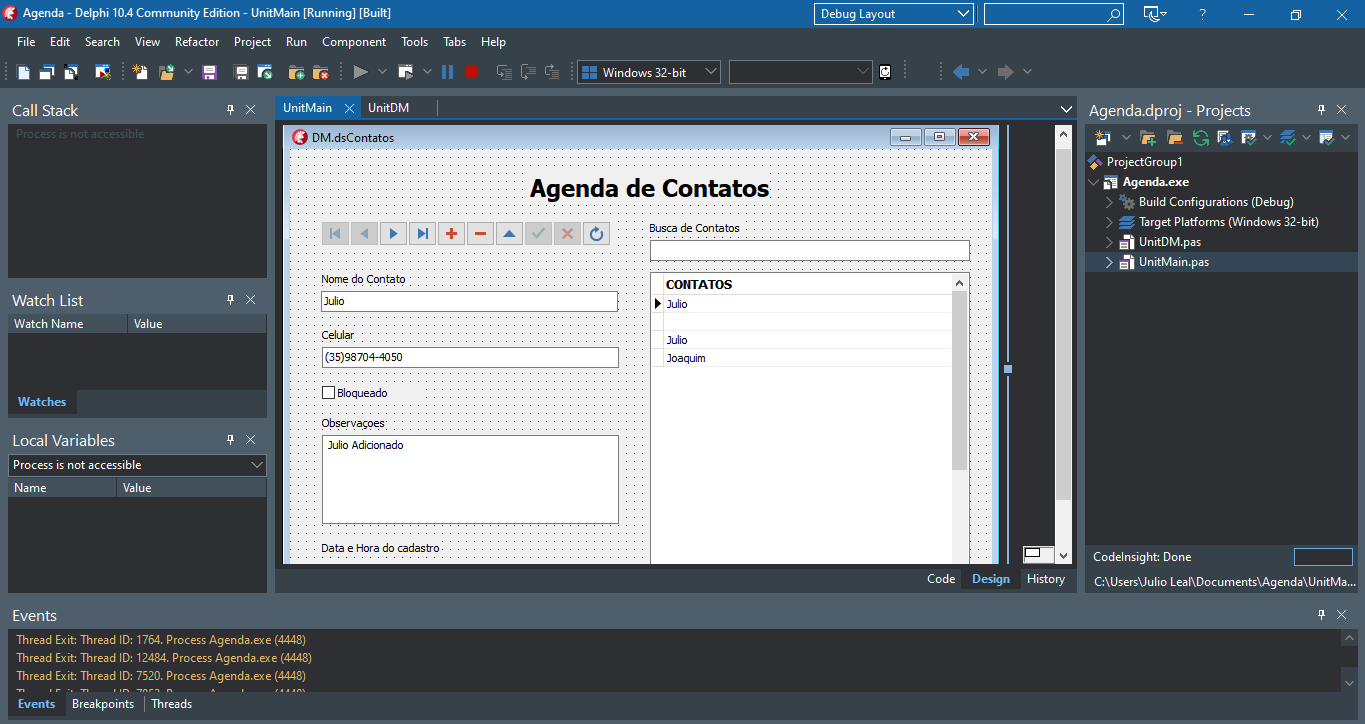 Agenda - Delphi 10.4 Community Edition - UnitMain [Running] [Built]
Debug Layout
?
File Edit Search View Refactor Project Run Component Tools Tabs Help
Windows 32-bit
Call Stack
Process is not accessible
Watch List
Watch Name Value
Watches
Local Variables
Process is not accessible
Name Value
UnitMain UnitDM
DM.dsContatos
Agenda de Contatos
Nome do Contato
Julio
Celular
(35)98704-4050
Bloqueado
Observaçoes
Julio Adicionado
Data e Hora do cadastro
Busca de Contatos
CONTATOS
Julio
Julio
Joaquim
Code Design History
Agenda.dproj - Projects
ProjectGroup1
Agenda.exe
Build Configurations (Debug)
Target Platforms (Windows 32-bit)
UnitDM.pas
UnitMain.pas
CodeInsight: Done
C:\Users\Julio Leal\Documents\Agenda\UnitMa...
Events
Thread Exit: Thread ID: 1764. Process Agenda.exe (4448)
Thread Exit: Thread ID: 12484. Process Agenda.exe (4448)
Thread Exit: Thread ID: 7520. Process Agenda.exe (4448)
Events Breakpoints Threads